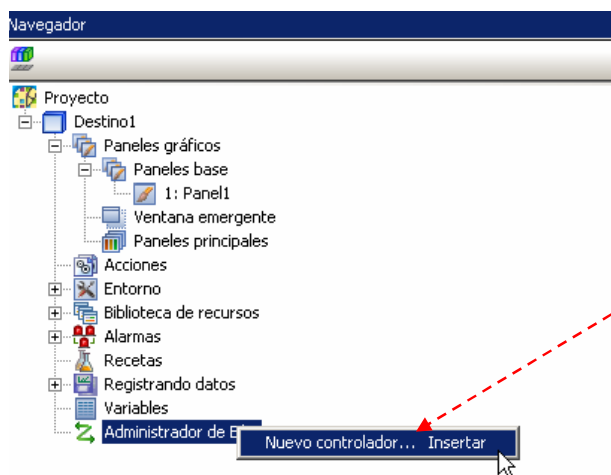 Navegador
Proyecto
Destino1
Paneles gráficos
Paneles base
1: Panel1
Ventana emergente
Paneles principales
Acciones
Entorno
Biblioteca de recursos
Alarmas
Recetas
Registrando datos
Variables
Administrador de
Nuevo controlador... Insertar